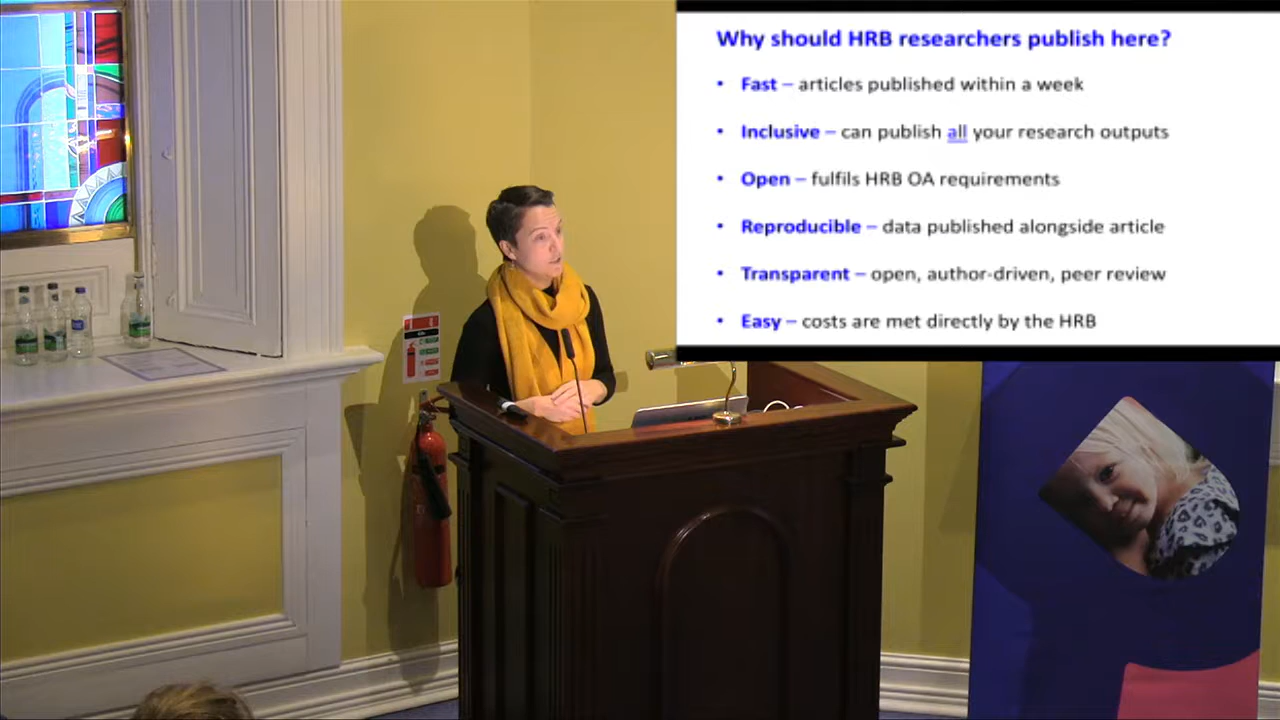 Why should HRB researchers publish here?
• Fast – articles published within a week
• Inclusive – can publish all your research outputs
• Open – fulfils HRB OA requirements
• Reproducible – data published alongside article
• Transparent – open, author-driven, peer review
• Easy – costs are met directly by the HRB